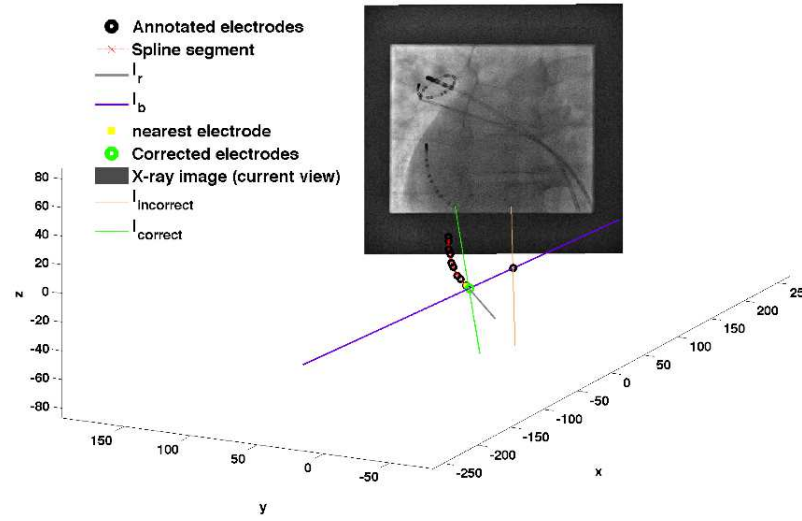 Annotated electrodes
Spline segment
l_r
l_b
nearest electrode
Corrected electrodes
X-ray image (current view)
l_incorrect
l_correct
80
60
40
20
0
-20
-40
-60
-80
z
150
100
50
0
-50
y
-250
-200
-150
-100
-50
0
50
100
150
200
25
x